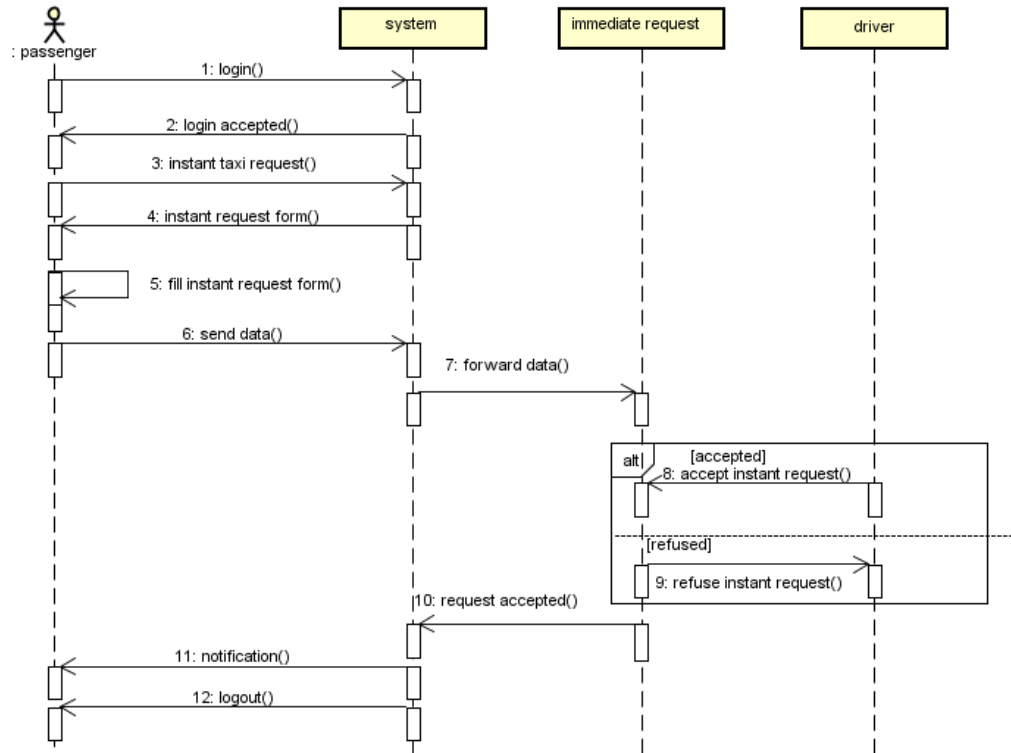 system
immediate request
driver
: passenger
1: login()
2: login accepted()
3: instant taxi request()
4: instant request form()
5: fill instant request form()
6: send data()
7: forward data()
alt
[accepted]
8: accept instant request()
[refused]
9: refuse instant request()
10: request accepted()
11: notification()
12: logout()